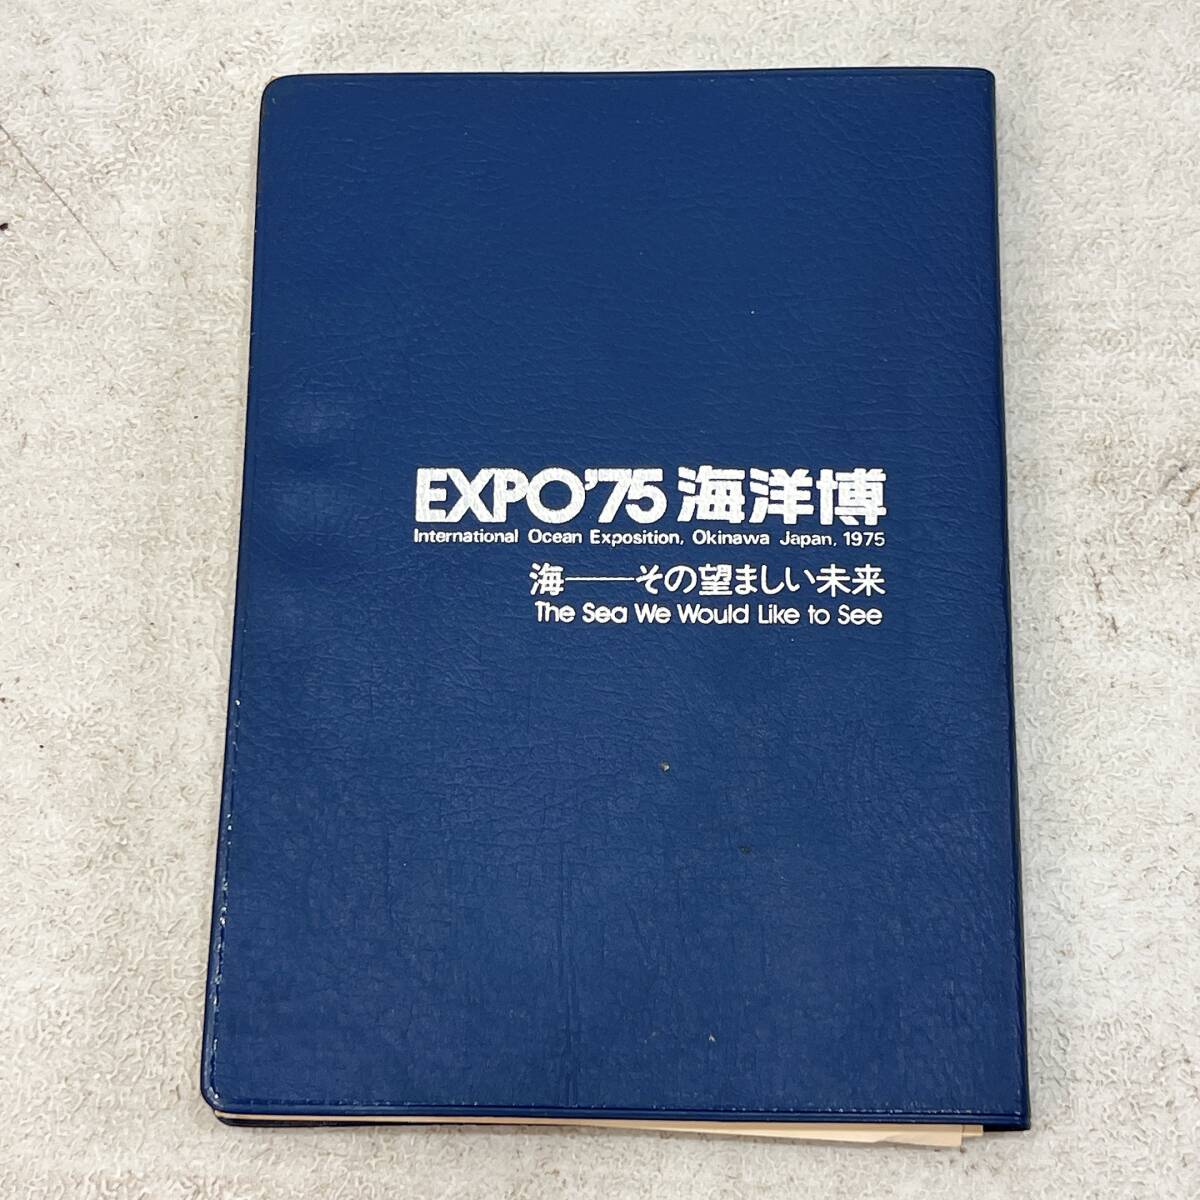 EXPO'75 海洋博
International Ocean Exposition, Okinawa Japan, 1975
海——その望ましい未来
The Sea We Would Like to See